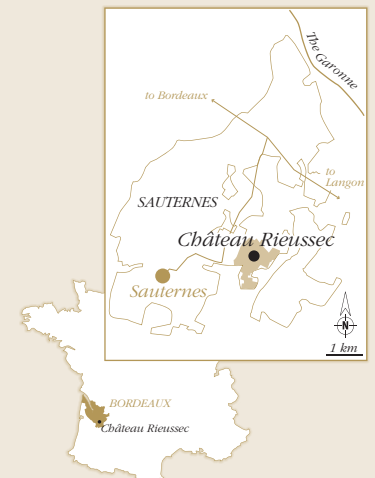 The Garonne
to Bordeaux
to
Langon
SAUTERNES
Château Rieussec
Sauternes
N
1 km
BORDEAUX
Château Rieussec